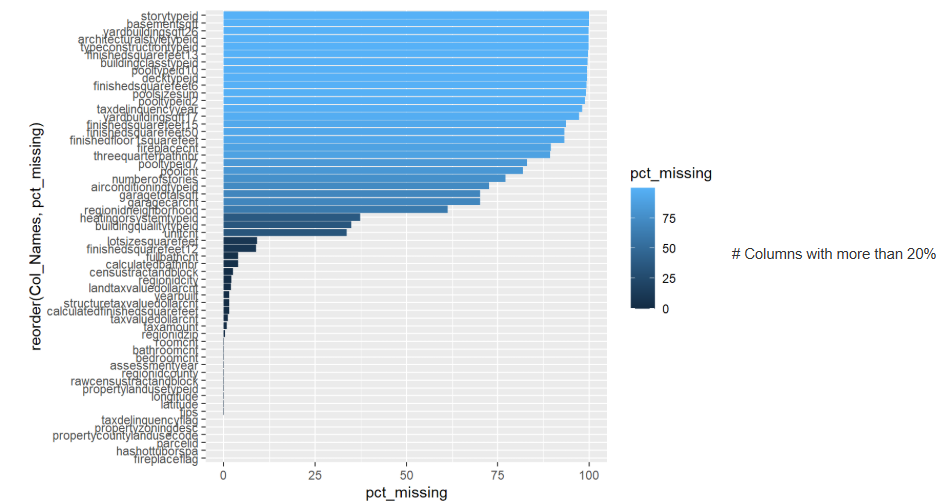 storytypeid
basementsqft
yardbuildingsqft26
architecturalstyletypeid
typeconstructiontypeid
finishedsquarefeet13
buildingclasstypeid
pooltypeid10
decktypeid
finishedsquarefeet6
poolsizesum
pooltypeid2
taxdelinquencyyear
yardbuildingsqft17
finishedsquarefeet15
finishedsquarefeet50
finishedfloor1squarefeet
fireplacecnt
threequarterbathnbr
pooltypeid7
poolcnt
numberofstories
airconditioningtypeid
garagetotalsqft
garagecarcnt
regionidneighborhood
heatingorsystemtypeid
buildingqualitytypeid
unitcnt
lotsizesquarefeet
finishedsquarefeet12
fullbathcnt
calculatedbathnbr
censustractandblock
regionidcity
landtaxvaluedollarcnt
yearbuilt
structuretaxvaluedollarcnt
calculatedfinishedsquarefeet
taxvaluedollarcnt
taxamount
regionidzip
roomcnt
bathroomcnt
bedroomcnt
assessmentyear
regionidcounty
rawcensustractandblock
propertylandusetypeid
longitude
latitude
fips
taxdelinquencyflag
propertyzoningdesc
propertycountylandusecode
parcelid
hashottuborspa
fireplaceflag
reorder(Col_Names, pct_missing)
0 25 50 75 100
pct_missing
pct_missing
75
50
25
0
# Columns with more than 20%